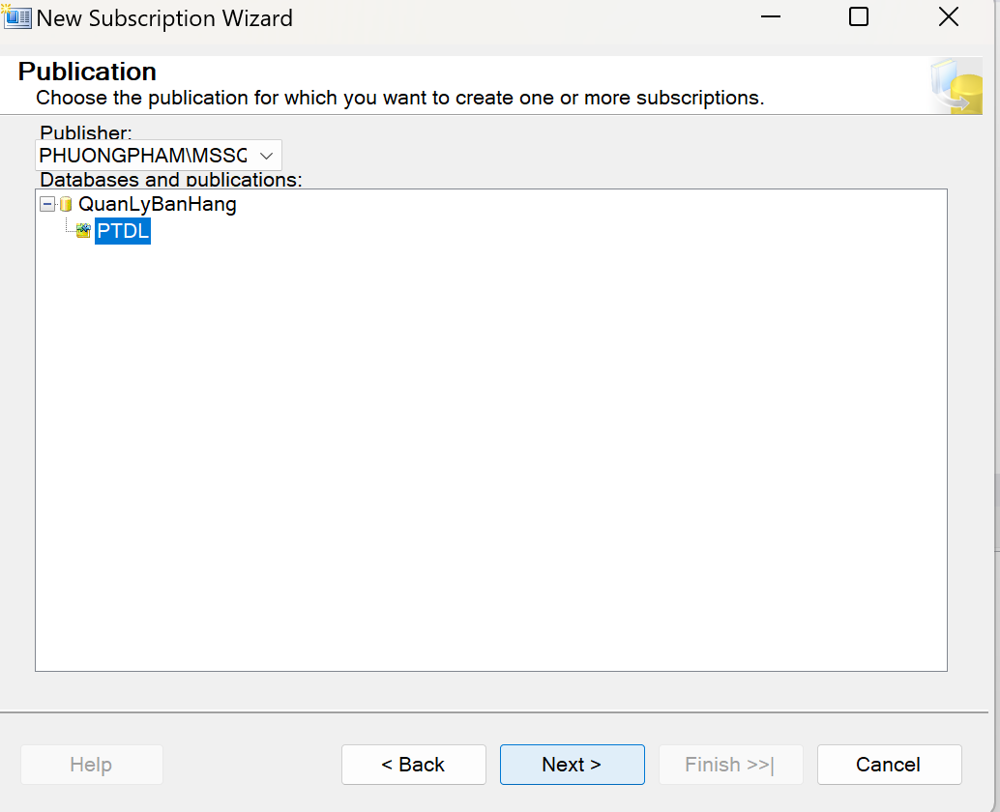 New Subscription Wizard
Publication
Choose the publication for which you want to create one or more subscriptions.
Publisher:
PHUONGPHAM\MSSQ
Databases and publications:
QuanLyBanHang
PTDL
Help
< Back
Next >
Finish >>|
Cancel